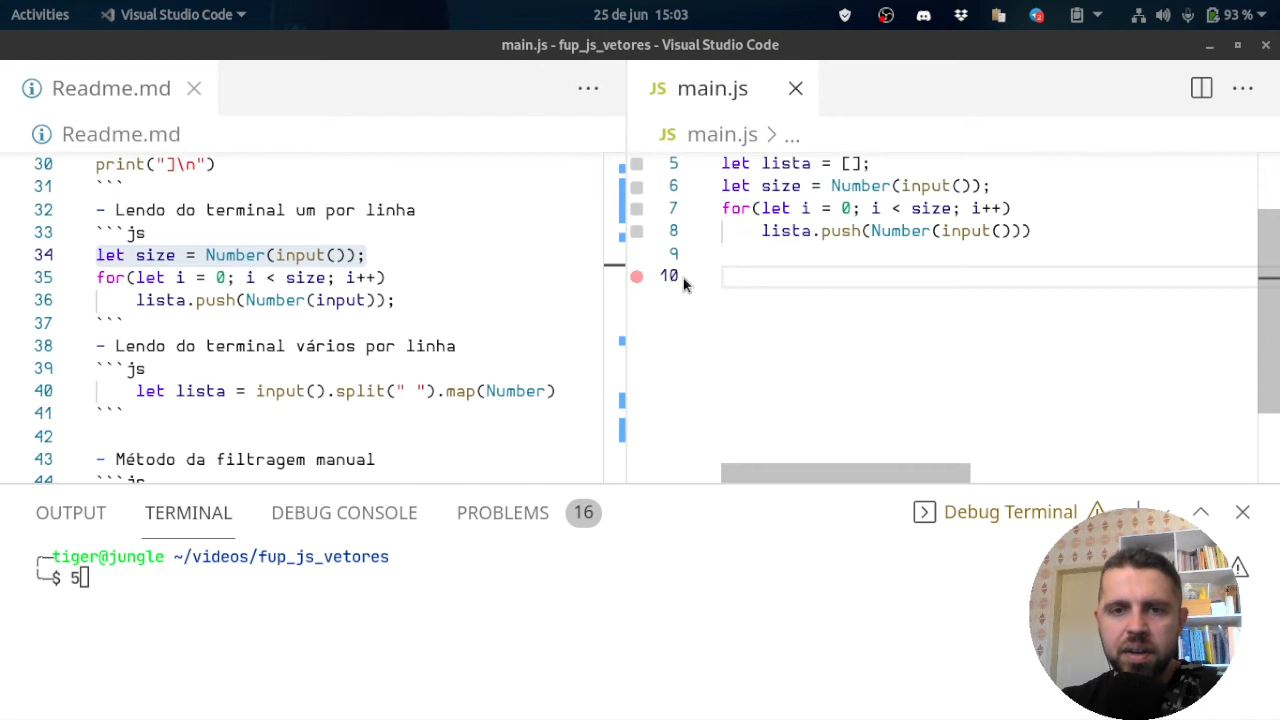 Activities Visual Studio Code 25 de jun 15:03 93 %
main.js - fup_js_vetores - Visual Studio Code
Readme.md
Readme.md
30 print("]\n")
31 ```
32 - Lendo do terminal um por linha
33 ```js
34 let size = Number(input());
35 for(let i = 0; i < size; i++)
36 lista.push(Number(input));
37 ```
38 - Lendo do terminal vários por linha
39 ```js
40 let lista = input().split(" ").map(Number)
41 ```
42
43 - Método da filtragem manual
44 ```js
JS main.js
JS main.js > ...
5 let lista = [];
6 let size = Number(input());
7 for(let i = 0; i < size; i++)
8 lista.push(Number(input()))
9
10
OUTPUT TERMINAL DEBUG CONSOLE PROBLEMS 16 Debug Terminal
tiger@jungle ~/videos/fup_js_vetores
$ 5